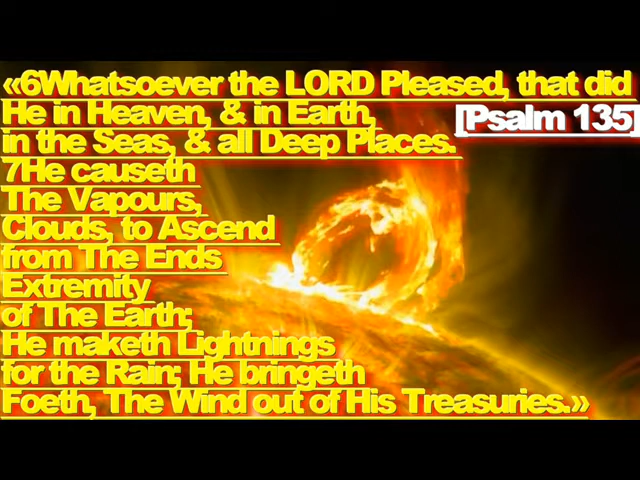 «6Whatsoever the LORD Pleased, that did
He in Heaven, & in Earth,
[Psalm 135]
in the Seas, & all Deep Places.
7He causeth
The Vapours,
Clouds, to Ascend
from The Ends
Extremity
of The Earth;
He maketh Lightnings
for the Rain; He bringeth
Foeth, The Wind out of His Treasuries.»